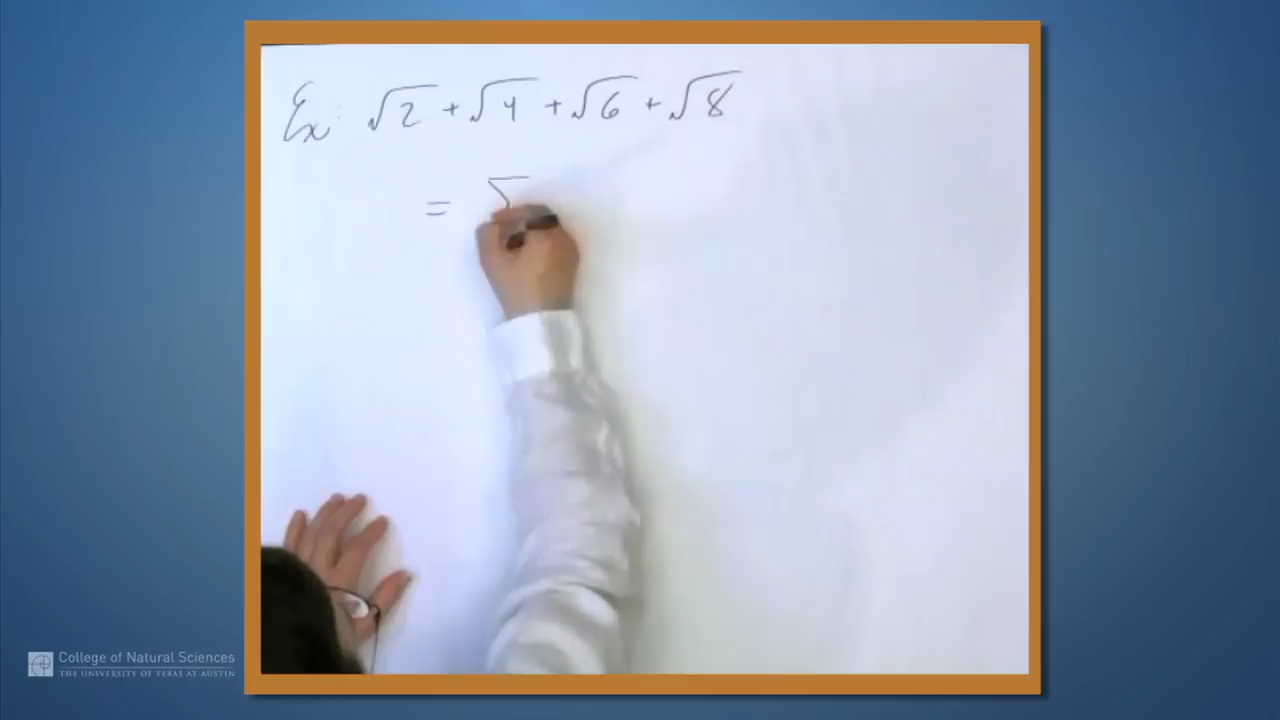 Ex: √2 + √4 + √6 + √8
= Σ
College of Natural Sciences
THE UNIVERSITY OF TEXAS AT AUSTIN